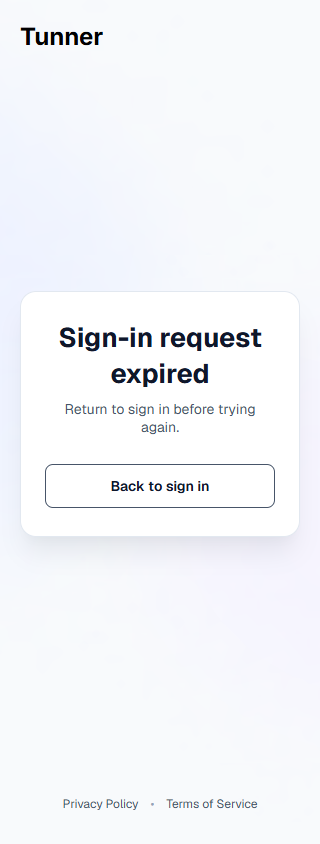 Tunner
Sign-in request
expired
Return to sign in before trying
again.
Back to sign in
Privacy Policy • Terms of Service